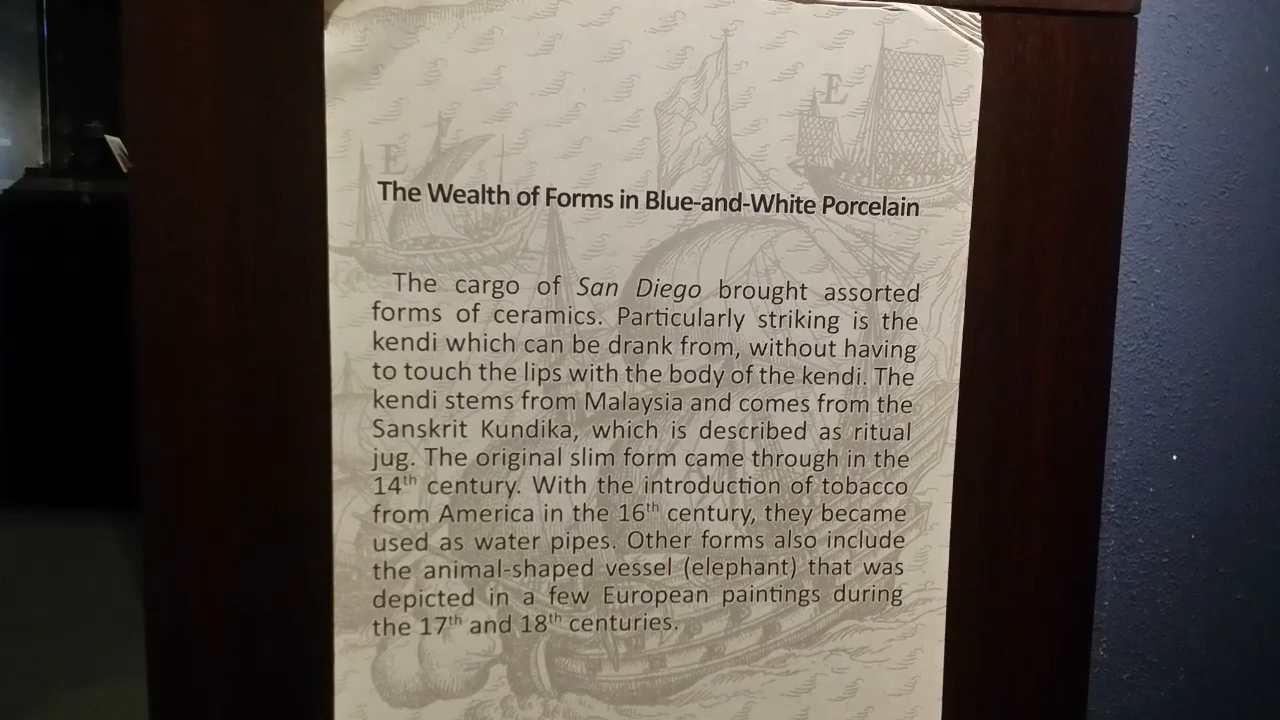 E
E
The Wealth of Forms in Blue-and-White Porcelain
The cargo of San Diego brought assorted
forms of ceramics. Particularly striking is the
kendi which can be drank from, without having
to touch the lips with the body of the kendi. The
kendi stems from Malaysia and comes from the
Sanskrit Kundika, which is described as ritual
jug. The original slim form came through in the
14th century. With the introduction of tobacco
from America in the 16th century, they became
used as water pipes. Other forms also include
the animal-shaped vessel (elephant) that was
depicted in a few European paintings during
the 17th and 18th centuries.